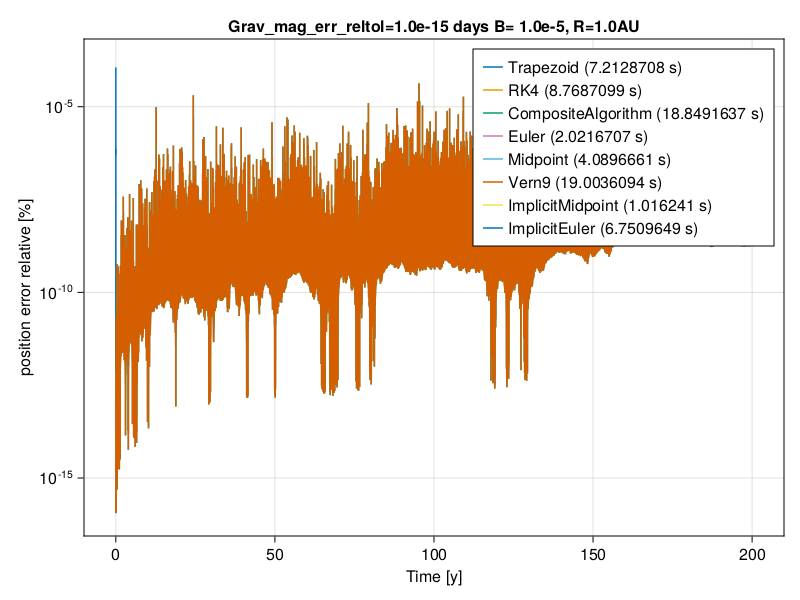 Grav_mag_err_reltol=1.0e-15 days B= 1.0e-5, R=1.0AU
Trapezoid (7.2128708 s)
RK4 (8.7687099 s)
CompositeAlgorithm (18.8491637 s)
Euler (2.0216707 s)
Midpoint (4.0896661 s)
Vern9 (19.0036094 s)
ImplicitMidpoint (1.016241 s)
ImplicitEuler (6.7509649 s)
position error relative [%]
10^-5
10^-10
10^-15
0 50 100 150 200
Time [y]